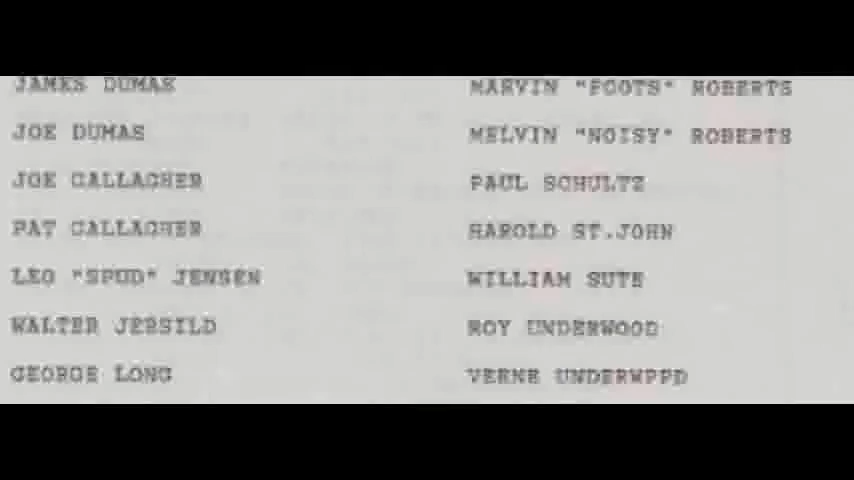 JAMES DUMAS
JOE DUMAS
JOE GALLAGHER
PAT GALLAGHER
LEO "SPUD" JENSEN
WALTER JERSILD
GEORGE LONG
MARVIN "POOTS" ROBERTS
MELVIN "NOISY" ROBERTS
PAUL SCHULTZ
HAROLD ST.JOHN
WILLIAM SUTE
ROY UNDERWOOD
VERNE UNDERWPPD